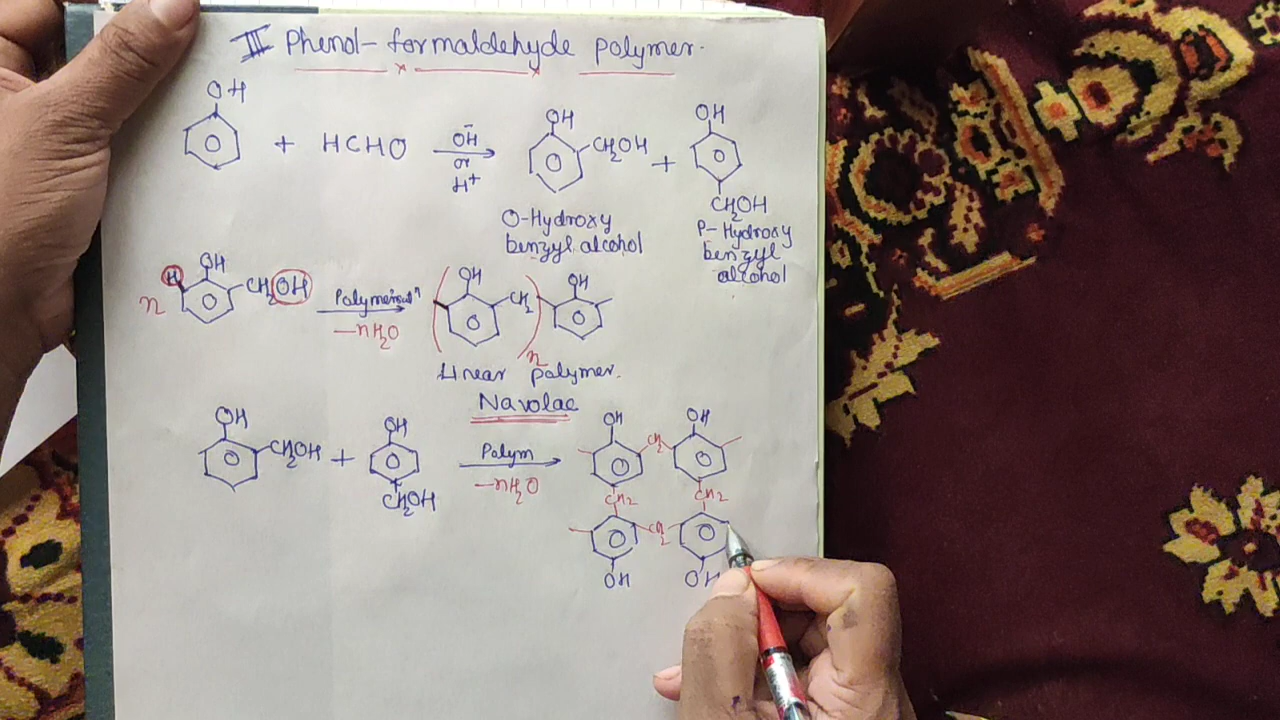 III Phenol-formaldehyde polymer.
OH + HCHO OH⁻ or H⁺ → OH CH2OH + OH CH2OH
O-Hydroxy benzyl alcohol
P-Hydroxy benzyl alcohol
n H OH CH2OH Polymerisatⁿ −nH2O → ( OH CH2 )n OH
Linear polymer.
Navolac
OH CH2OH + OH CH2OH Polym −nH2O → OH CH2 OH
CH2 CH2
CH2
OH OH